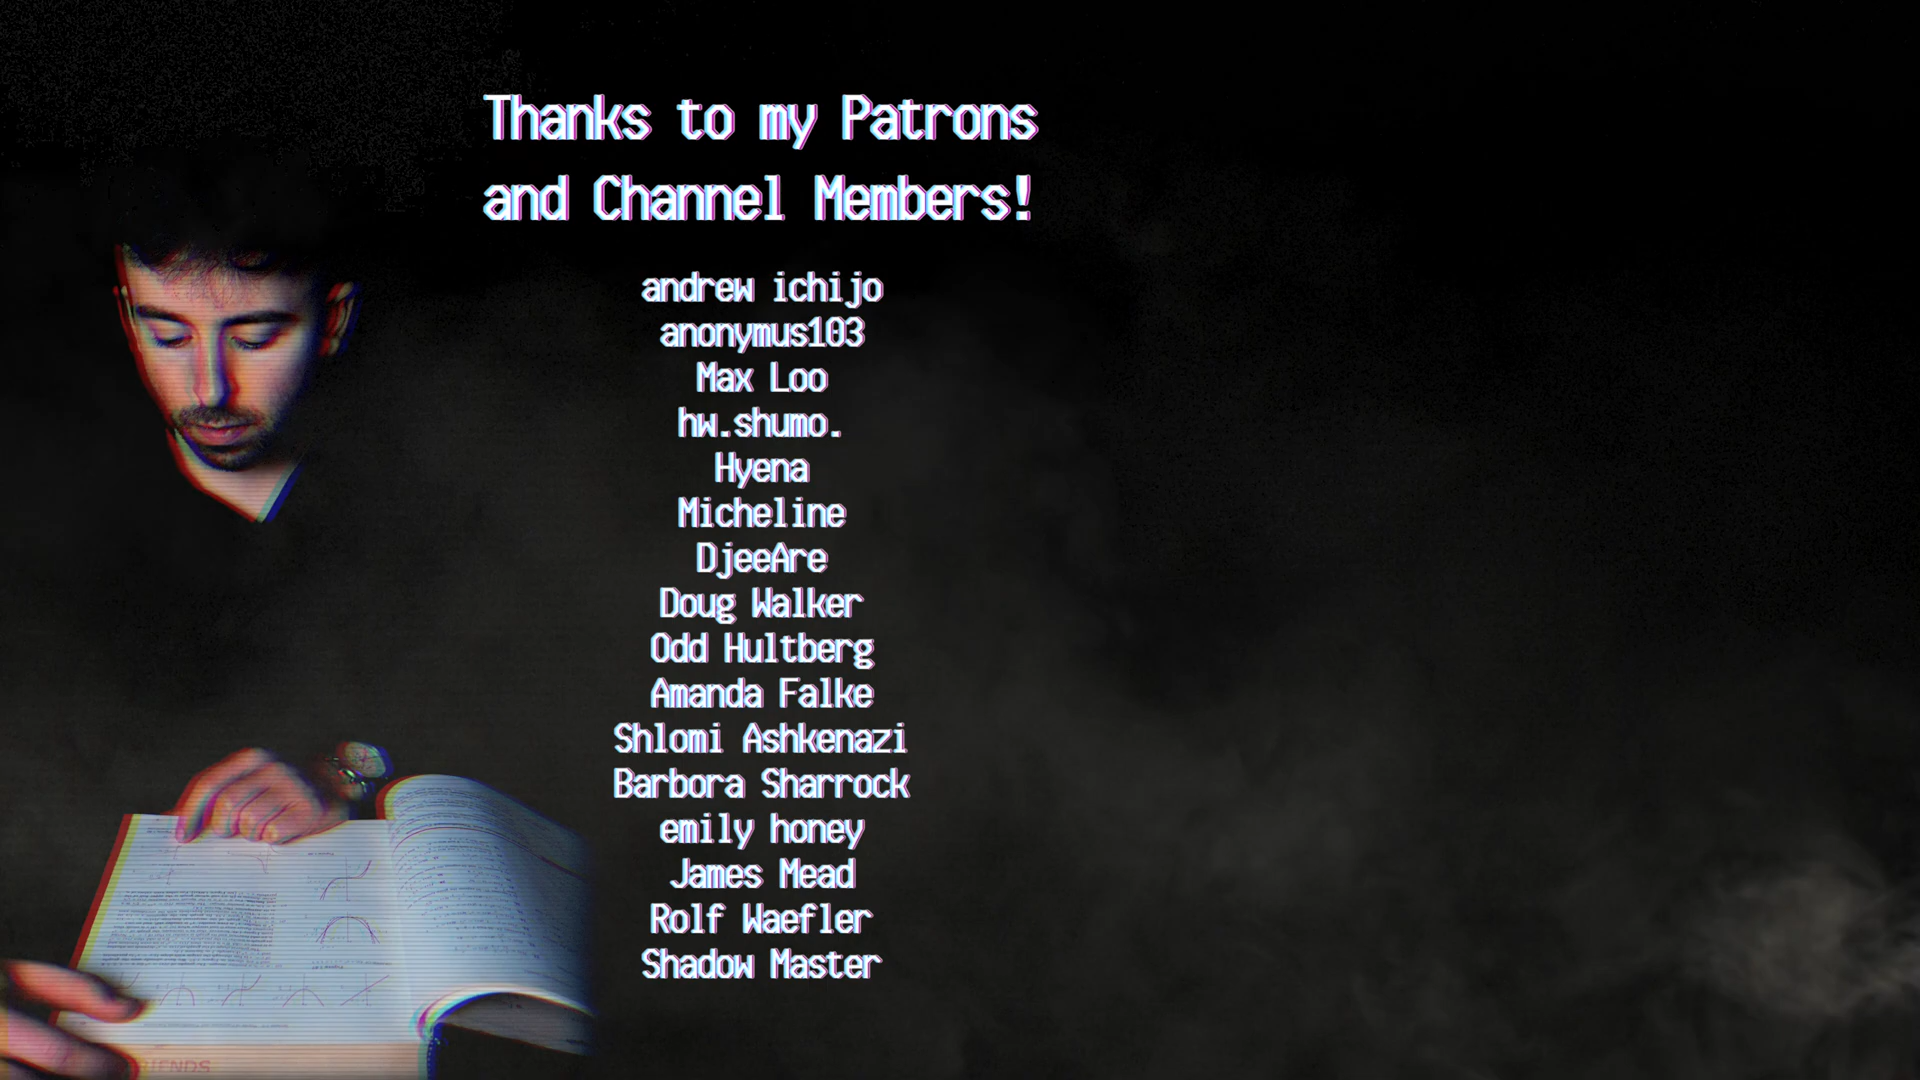 Thanks to my Patrons
and Channel Members!
andrew ichijo
anonymus103
Max Loo
hw.shumo.
Hyena
Micheline
DjeeAre
Doug Walker
Odd Hultberg
Amanda Falke
Shlomi Ashkenazi
Barbora Sharrock
emily honey
James Mead
Rolf Waefler
Shadow Master